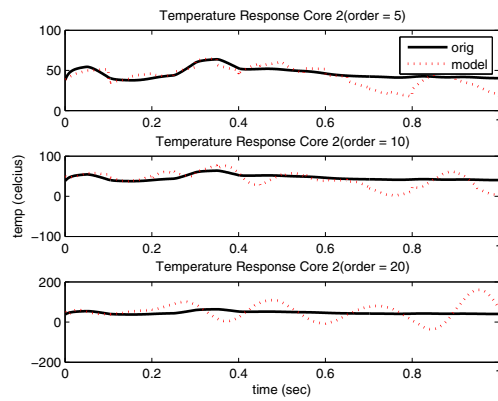 Temperature Response Core 2(order = 5)
100
50
0
0 0.2 0.4 0.6 0.8 1
orig
model
Temperature Response Core 2(order = 10)
100
0
-100
0 0.2 0.4 0.6 0.8 1
temp (celcius)
Temperature Response Core 2(order = 20)
200
0
-200
0 0.2 0.4 0.6 0.8 1
time (sec)